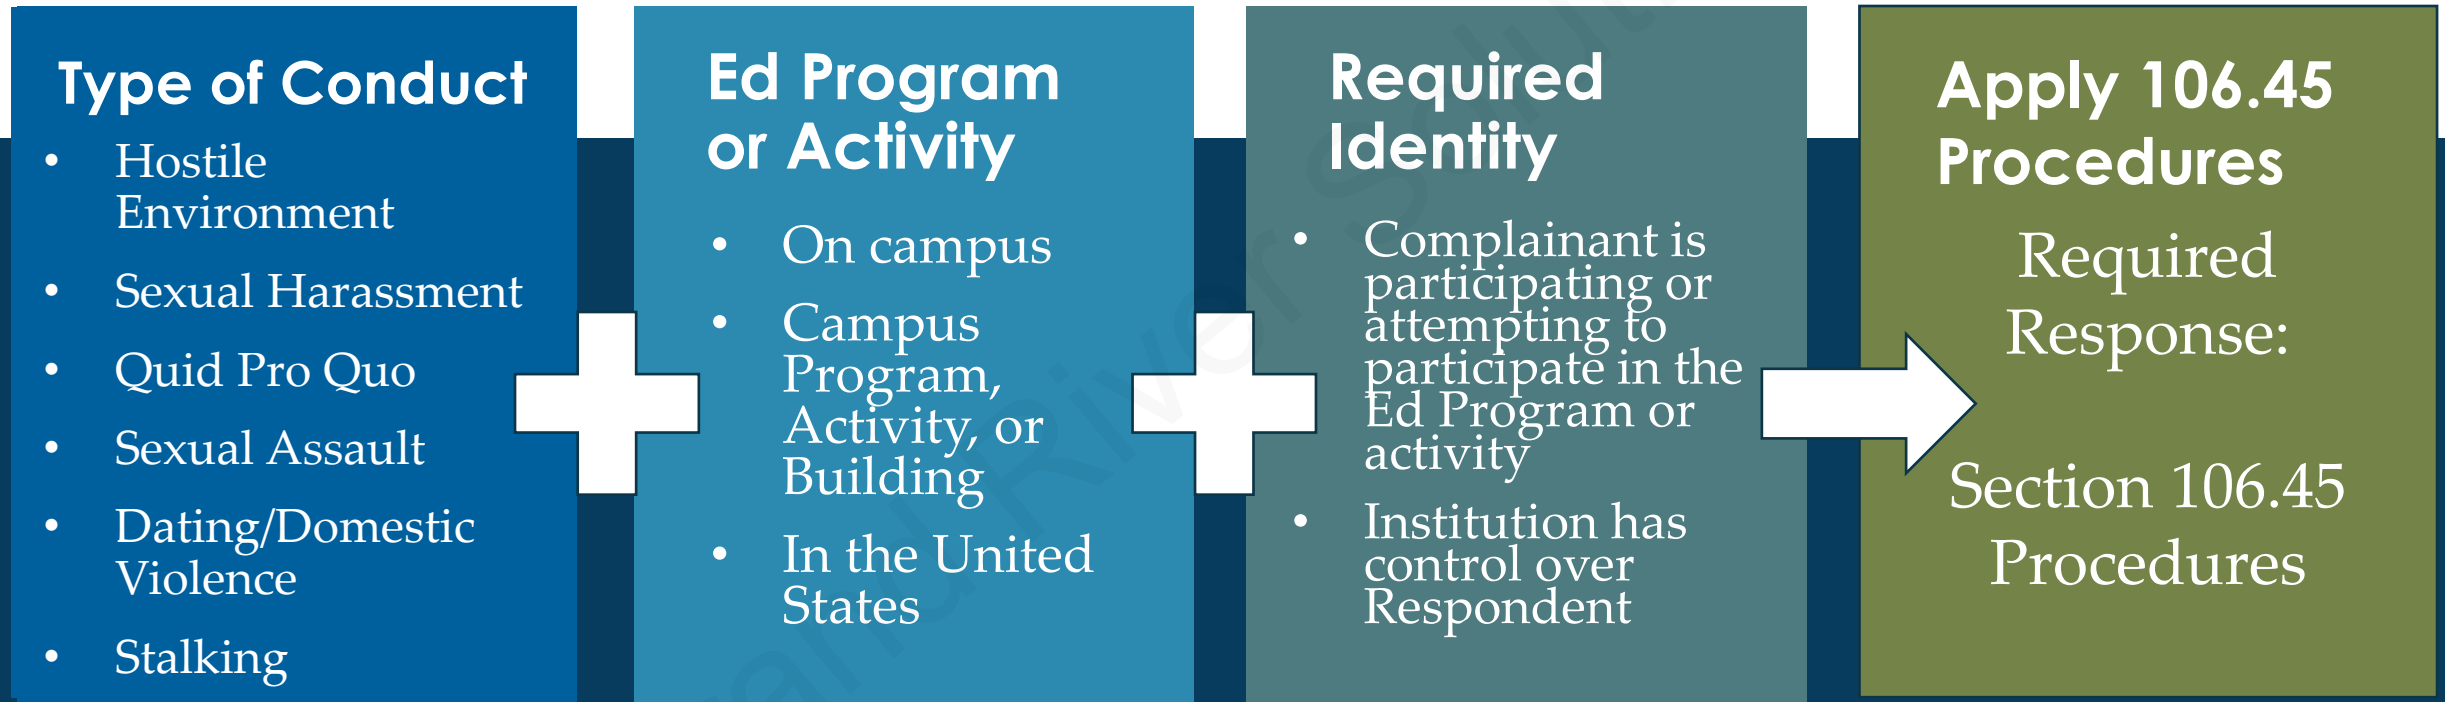 Type of Conduct
• Hostile
Environment
• Sexual Harassment
• Quid Pro Quo
• Sexual Assault
• Dating/Domestic
Violence
• Stalking
Ed Program
or Activity
• On campus
• Campus
Program,
Activity, or
Building
• In the United
States
Required
Identity
• Complainant is
participating or
attempting to
participate in the
Ed Program or
activity
• Institution has
control over
Respondent
Apply 106.45
Procedures
Required
Response:
Section 106.45
Procedures